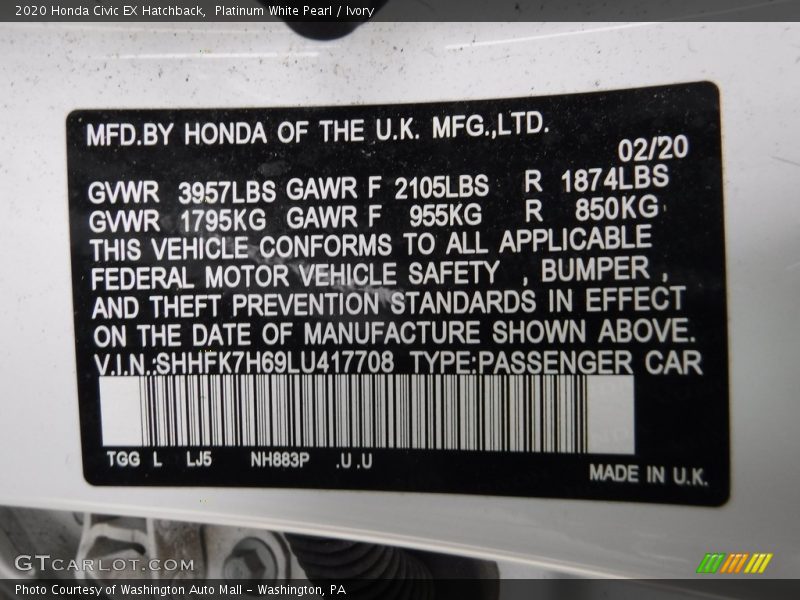 2020 Honda Civic EX Hatchback, Platinum White Pearl / Ivory
MFD.BY HONDA OF THE U.K. MFG.,LTD.
02/20
GVWR 3957LBS GAWR F 2105LBS R 1874LBS
GVWR 1795KG GAWR F 955KG R 850KG
THIS VEHICLE CONFORMS TO ALL APPLICABLE
FEDERAL MOTOR VEHICLE SAFETY , BUMPER ,
AND THEFT PREVENTION STANDARDS IN EFFECT
ON THE DATE OF MANUFACTURE SHOWN ABOVE.
V.I.N.:SHHFK7H69LU417708 TYPE:PASSENGER CAR
TGG L LJ5 NH883P .U.U
MADE IN U.K.
GTCARLOT.COM
Photo Courtesy of Washington Auto Mall - Washington, PA